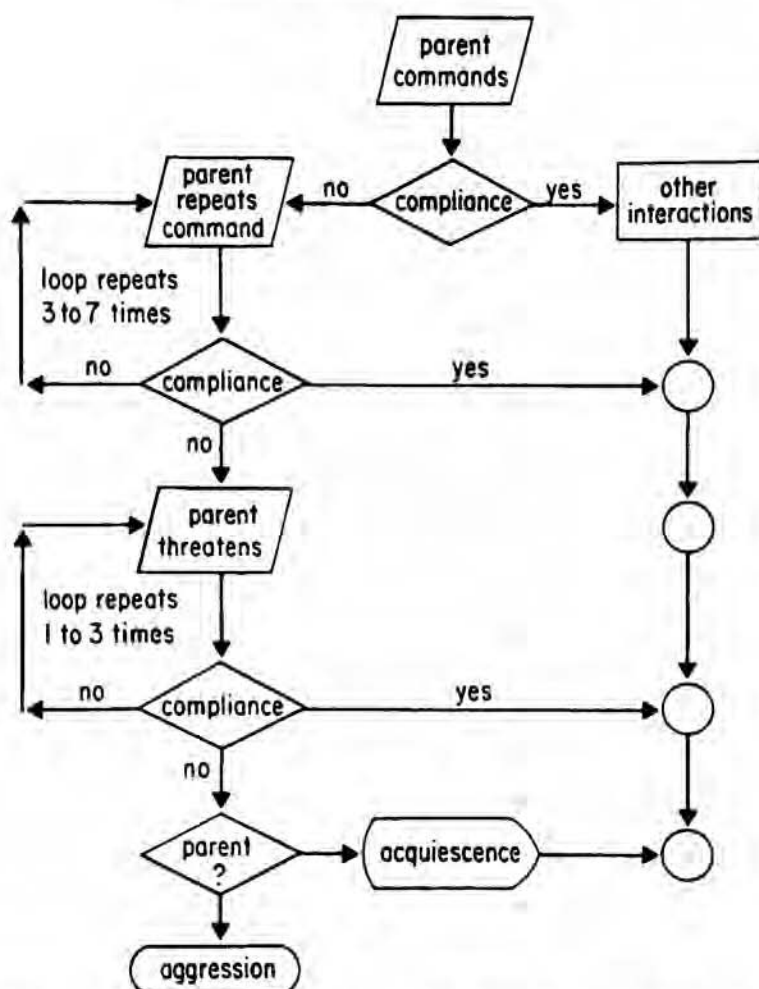 parent
commands
parent
repeats
command
no
compliance
yes
other
interactions
loop repeats
3 to 7 times
no
compliance
yes
no
parent
threatens
loop repeats
1 to 3 times
no
compliance
yes
no
parent
?
acquiescence
aggression